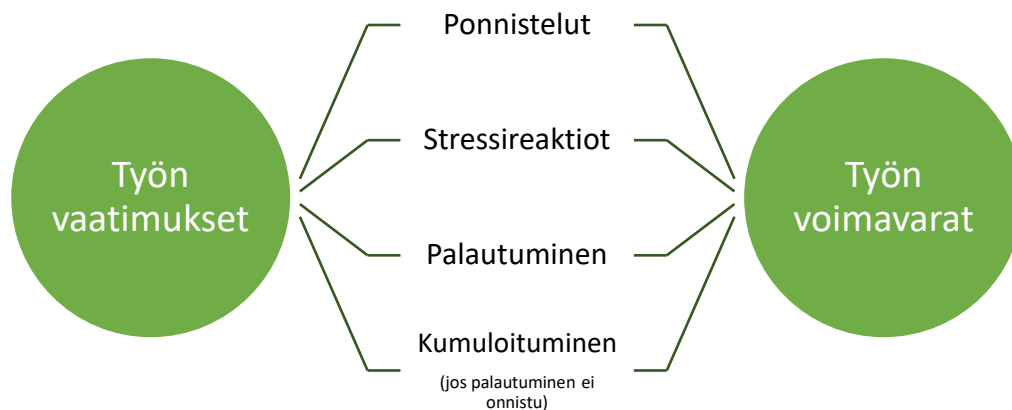 Työn
vaatimukset
Ponnistelut
Stressireaktiot
Palautuminen
Kumuloituminen
(jos palautuminen ei
onnistu)
Työn
voimavarat